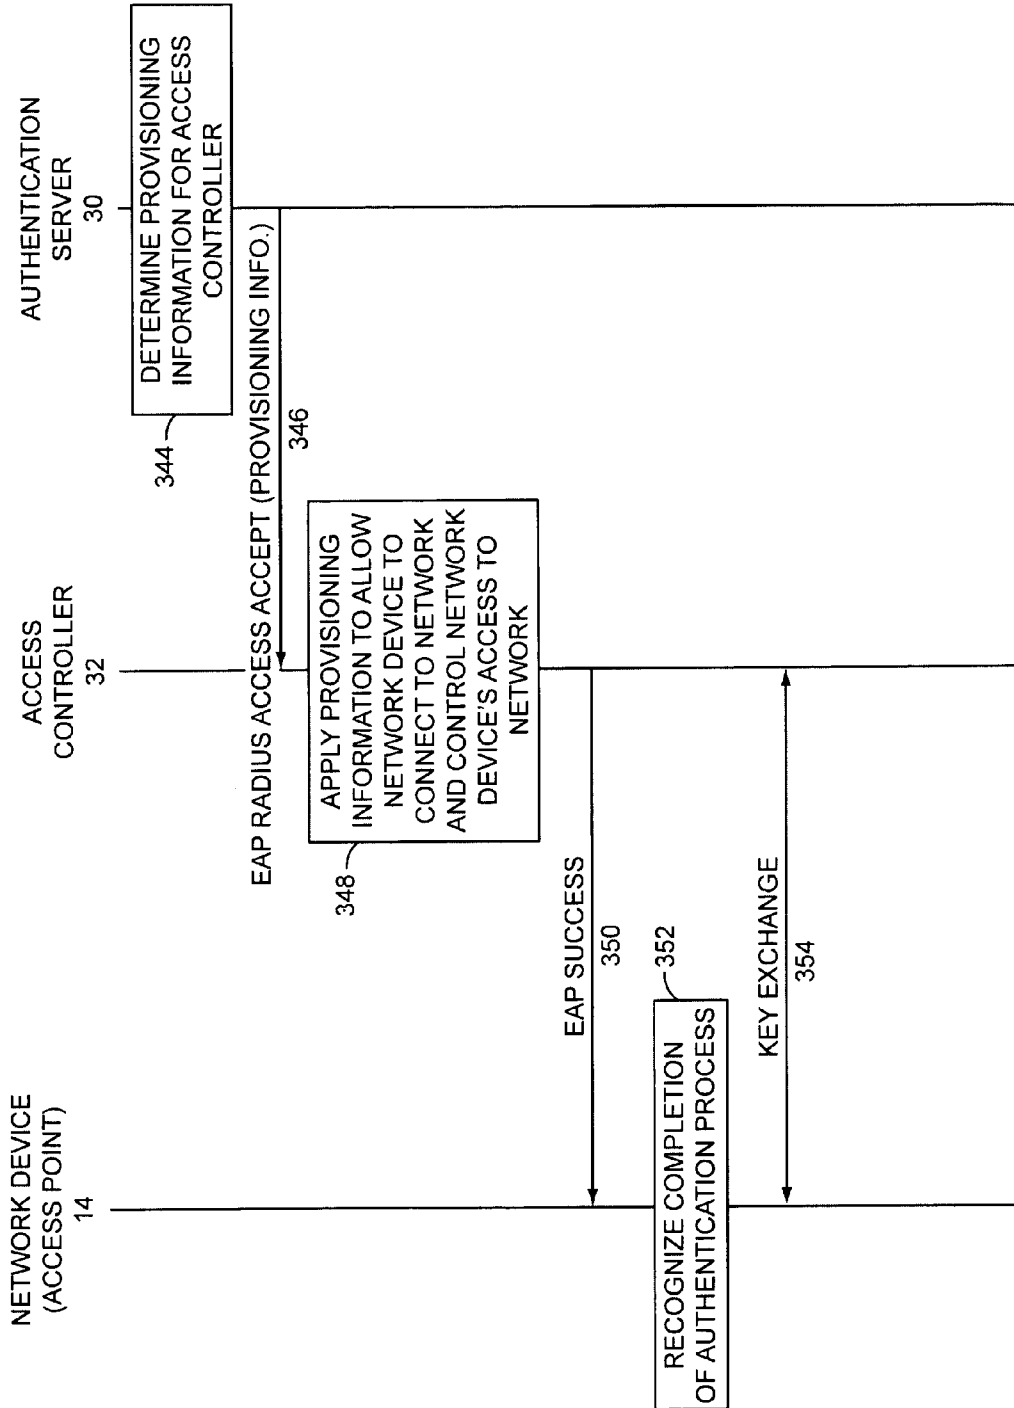 NETWORK DEVICE
(ACCESS POINT)
14
ACCESS
CONTROLLER
32
AUTHENTICATION
SERVER
30
DETERMINE PROVISIONING
INFORMATION FOR ACCESS
CONTROLLER
344
EAP RADIUS ACCESS ACCEPT (PROVISIONING INFO.)
346
APPLY PROVISIONING
INFORMATION TO ALLOW
NETWORK DEVICE TO
CONNECT TO NETWORK
AND CONTROL NETWORK
DEVICE'S ACCESS TO
NETWORK
348
EAP SUCCESS
350
352
RECOGNIZE COMPLETION
OF AUTHENTICATION PROCESS
KEY EXCHANGE
354